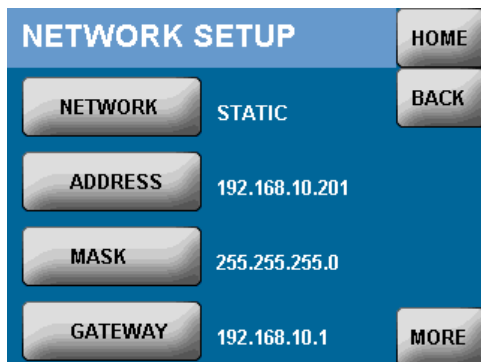 NETWORK SETUP
HOME
BACK
NETWORK STATIC
ADDRESS 192.168.10.201
MASK 255.255.255.0
GATEWAY 192.168.10.1
MORE